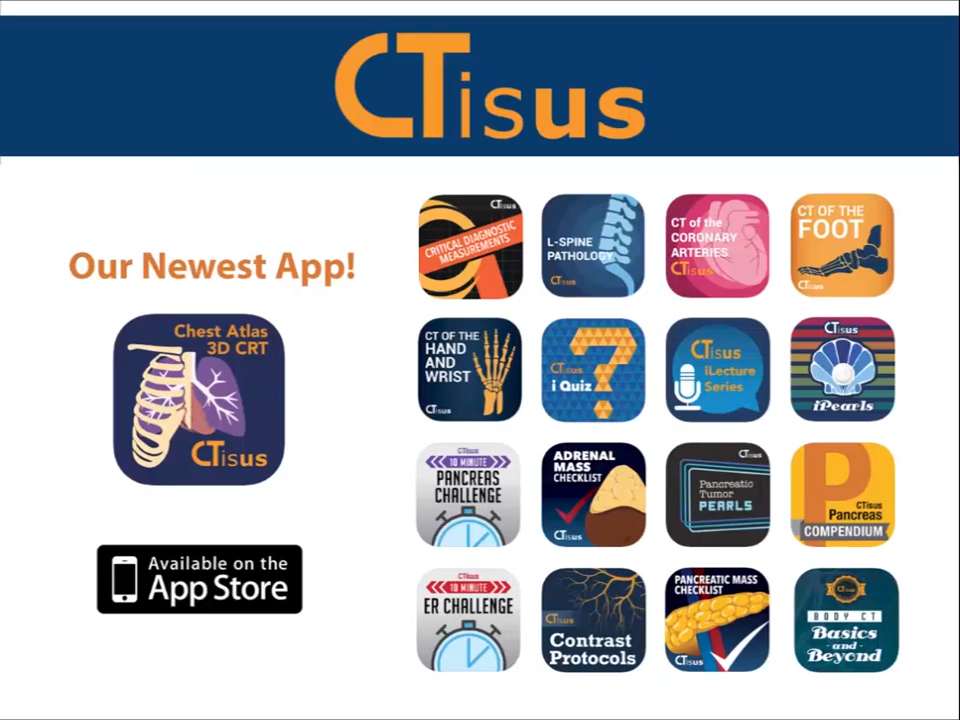 CTisus
Our Newest App!
Chest Atlas
3D CRT
CTisus
Available on the
App Store
CTisus
CRITICAL DIAGNOSTIC
MEASUREMENTS
L-SPINE
PATHOLOGY
CTisus
CT of the
CORONARY
ARTERIES
CTisus
CT OF THE
FOOT
CTisus
CT OF THE
HAND
AND
WRIST
CTisus
CTisus
i Quiz
CTisus
iLecture
Series
CTisus
iPearls
CTisus
10 MINUTE
PANCREAS
CHALLENGE
ADRENAL
MASS
CHECKLIST
CTisus
CTisus
Pancreatic
Tumor
PEARLS
P
CTisus
Pancreas
COMPENDIUM
CTisus
10 MINUTE
ER CHALLENGE
CTisus
Contrast
Protocols
PANCREATIC MASS
CHECKLIST
CTisus
CTisus
BODY CT
Basics
-and-
Beyond